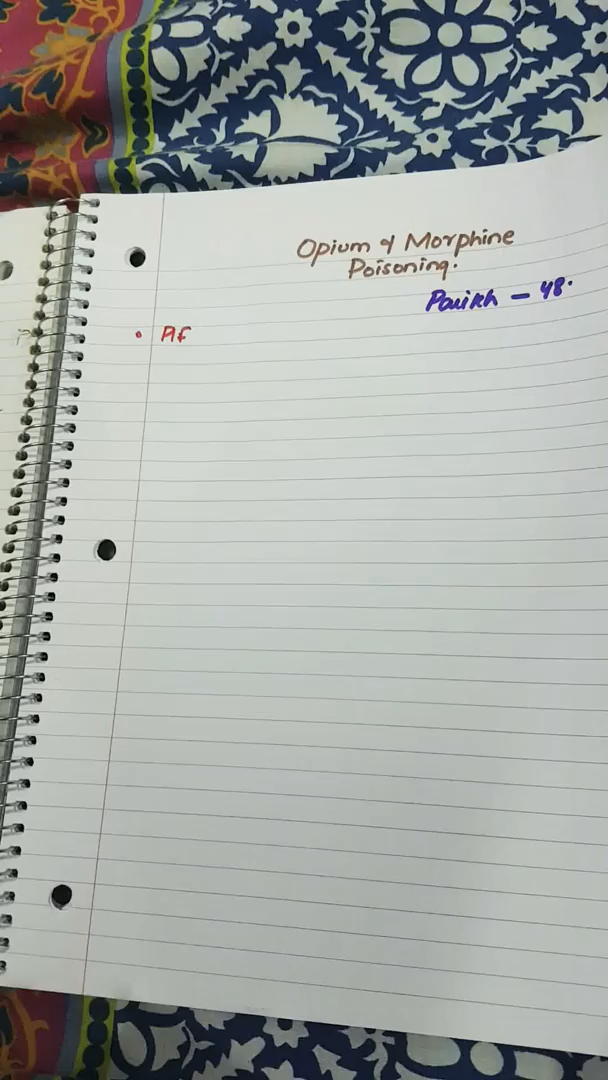 Opium & Morphine
Poisoning.
Parikh - 48.
• Af